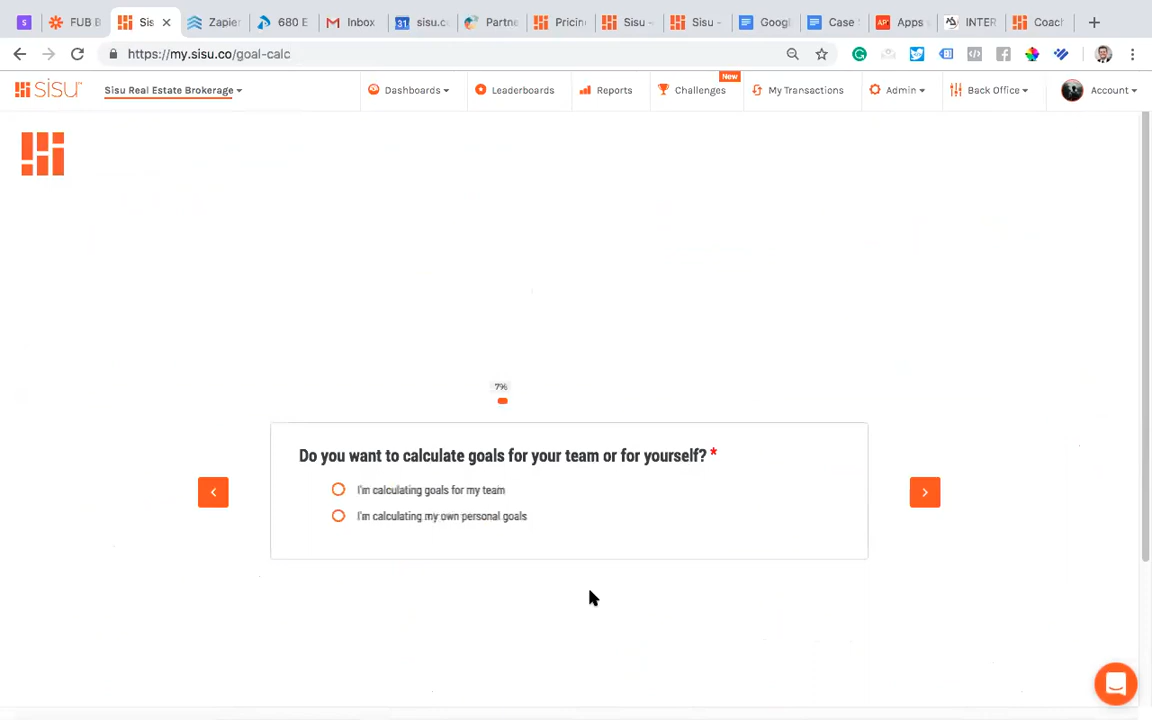 FUB B
Sis
Zapier
680 E
Inbox
31
sisu.c
Partne
Pricin
Sisu -
Sisu -
Googl
Case
API
Apps
INTER
Coach
https://my.sisu.co/goal-calc
sisu
Sisu Real Estate Brokerage
Dashboards
Leaderboards
Reports
New
Challenges
My Transactions
Admin
Back Office
Account
7%
Do you want to calculate goals for your team or for yourself? *
I'm calculating goals for my team
I'm calculating my own personal goals